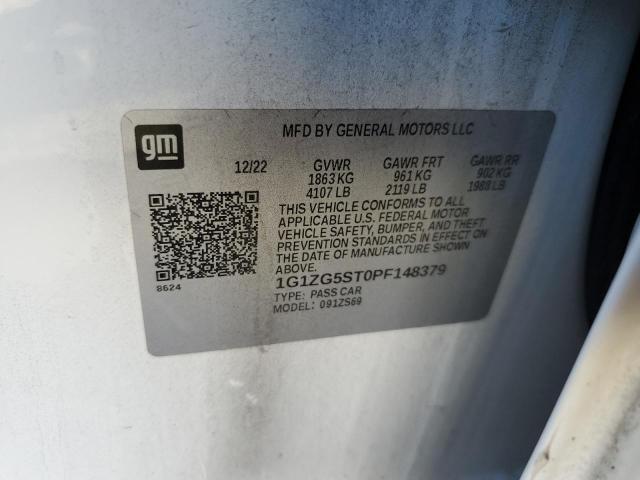 gm
MFD BY GENERAL MOTORS LLC
12/22 GVWR GAWR FRT GAWR RR
1863 KG 961 KG 902 KG
4107 LB 2119 LB 1988 LB
THIS VEHICLE CONFORMS TO ALL
APPLICABLE U.S. FEDERAL MOTOR
VEHICLE SAFETY, BUMPER, AND THEFT
PREVENTION STANDARDS IN EFFECT ON
THE DATE OF MANUFACTURE SHOWN
ABOVE.
8624
1G1ZG5ST0PF148379
TYPE: PASS CAR
MODEL: 091ZS69